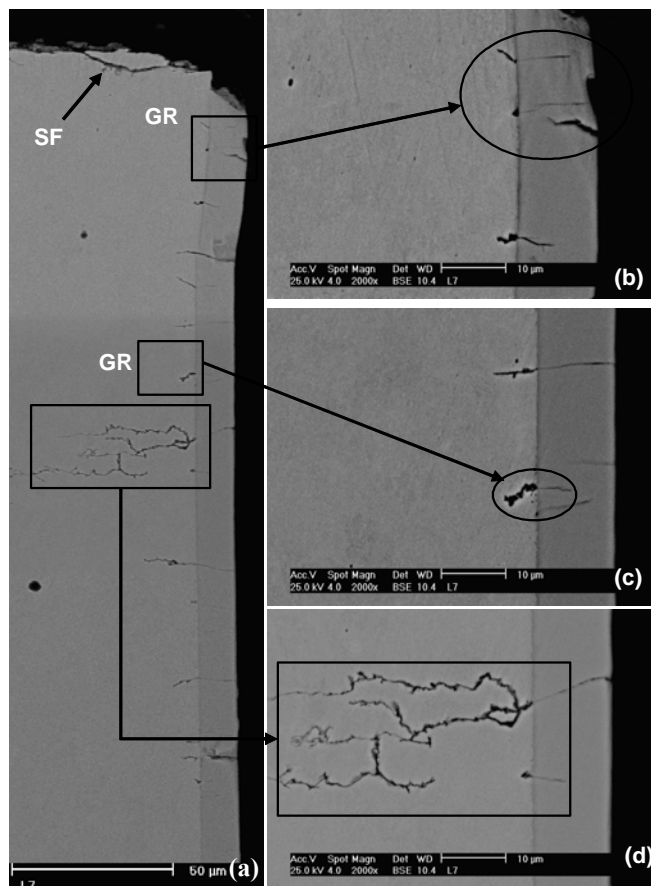 SF
GR
GR
50 µm
(a)
L7
(b)
Acc.V Spot Magn Det WD 10 µm
25.0 kV 4.0 2000x BSE 10.4 L7
(c)
Acc.V Spot Magn Det WD 10 µm
25.0 kV 4.0 2000x BSE 10.4 L7
(d)
Acc.V Spot Magn Det WD 10 µm
25.0 kV 4.0 2000x BSE 10.4 L7